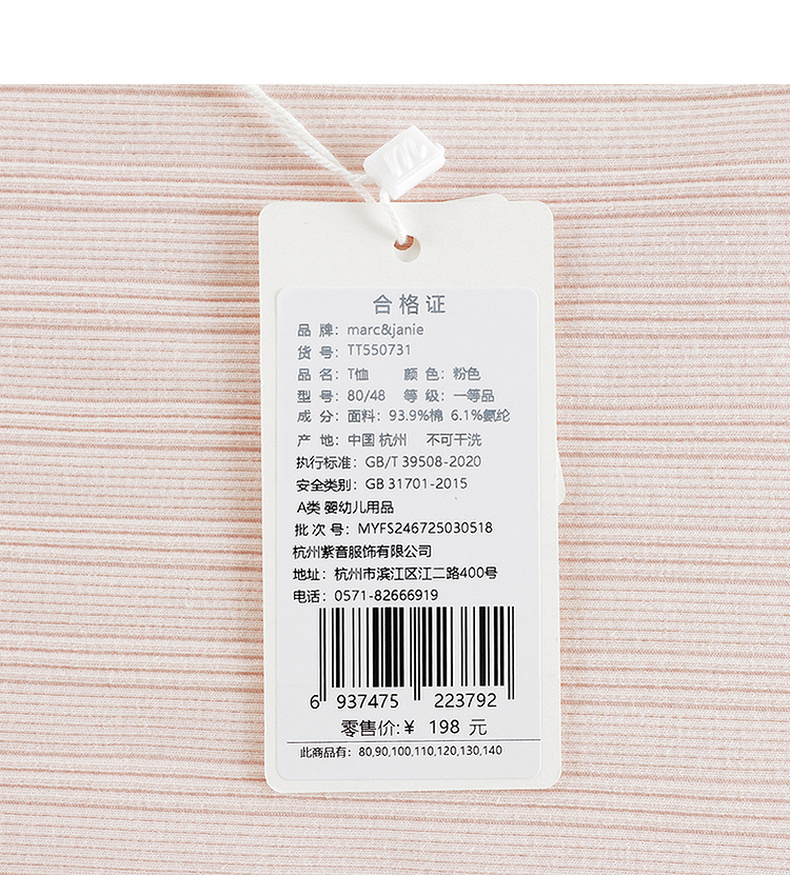 合格证
品 牌: marc&janie
货 号: TT550731
品 名: T恤 颜 色: 粉色
型 号: 80/48 等 级: 一等品
成 分: 面料: 93.9%棉 6.1%氨纶
产 地: 中国 杭州 不可干洗
执行标准: GB/T 39508-2020
安全类别: GB 31701-2015
A类 婴幼儿用品
批 次 号: MYFS246725030518
杭州紫音服饰有限公司
地址: 杭州市滨江区江二路400号
电话: 0571-82666919
6 937475 223792
零售价:¥ 198 元
此商品有: 80,90,100,110,120,130,140